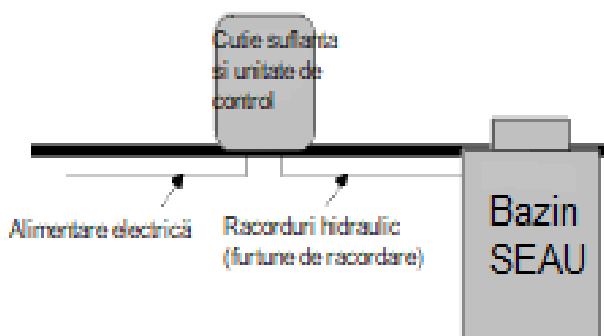 Cutie suflanta
si unitate de
control
Alimentare electrică
Racorduri hidraulic
(furtune de racordare)
Bazin
SEAU